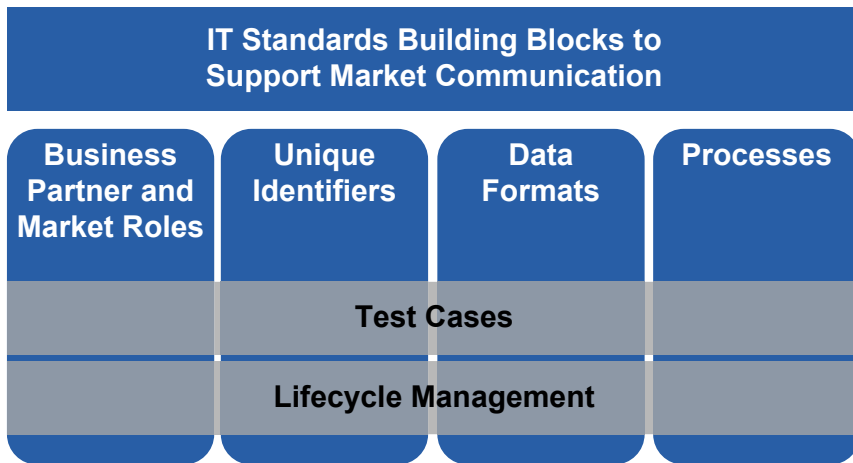 IT Standards Building Blocks to
Support Market Communication
Business
Partner and
Market Roles
Unique
Identifiers
Data
Formats
Processes
Test Cases
Lifecycle Management